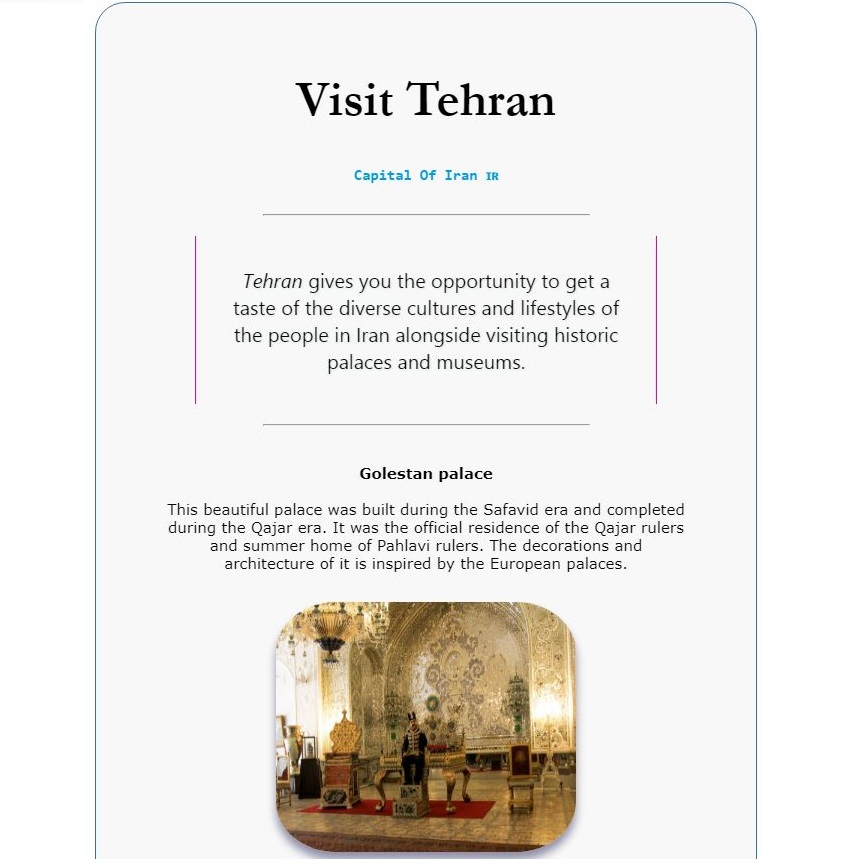 Visit Tehran
Capital Of Iran IR
Tehran gives you the opportunity to get a
taste of the diverse cultures and lifestyles of
the people in Iran alongside visiting historic
palaces and museums.
Golestan palace
This beautiful palace was built during the Safavid era and completed
during the Qajar era. It was the official residence of the Qajar rulers
and summer home of Pahlavi rulers. The decorations and
architecture of it is inspired by the European palaces.